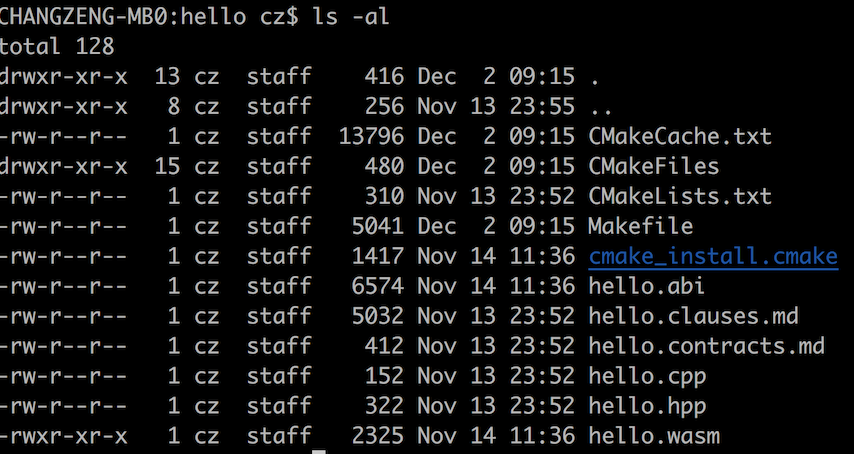 CHANGZENG-MB0:hello cz$ ls -al
total 128
drwxr-xr-x  13 cz  staff    416 Dec  2 09:15 .
drwxr-xr-x   8 cz  staff    256 Nov 13 23:55 ..
-rw-r--r--   1 cz  staff  13796 Dec  2 09:15 CMakeCache.txt
drwxr-xr-x  15 cz  staff    480 Dec  2 09:15 CMakeFiles
-rw-r--r--   1 cz  staff    310 Nov 13 23:52 CMakeLists.txt
-rw-r--r--   1 cz  staff   5041 Dec  2 09:15 Makefile
-rw-r--r--   1 cz  staff   1417 Nov 14 11:36 cmake_install.cmake
-rw-r--r--   1 cz  staff   6574 Nov 14 11:36 hello.abi
-rw-r--r--   1 cz  staff   5032 Nov 13 23:52 hello.clauses.md
-rw-r--r--   1 cz  staff    412 Nov 13 23:52 hello.contracts.md
-rw-r--r--   1 cz  staff    152 Nov 13 23:52 hello.cpp
-rw-r--r--   1 cz  staff    322 Nov 13 23:52 hello.hpp
-rwxr-xr-x   1 cz  staff   2325 Nov 14 11:36 hello.wasm